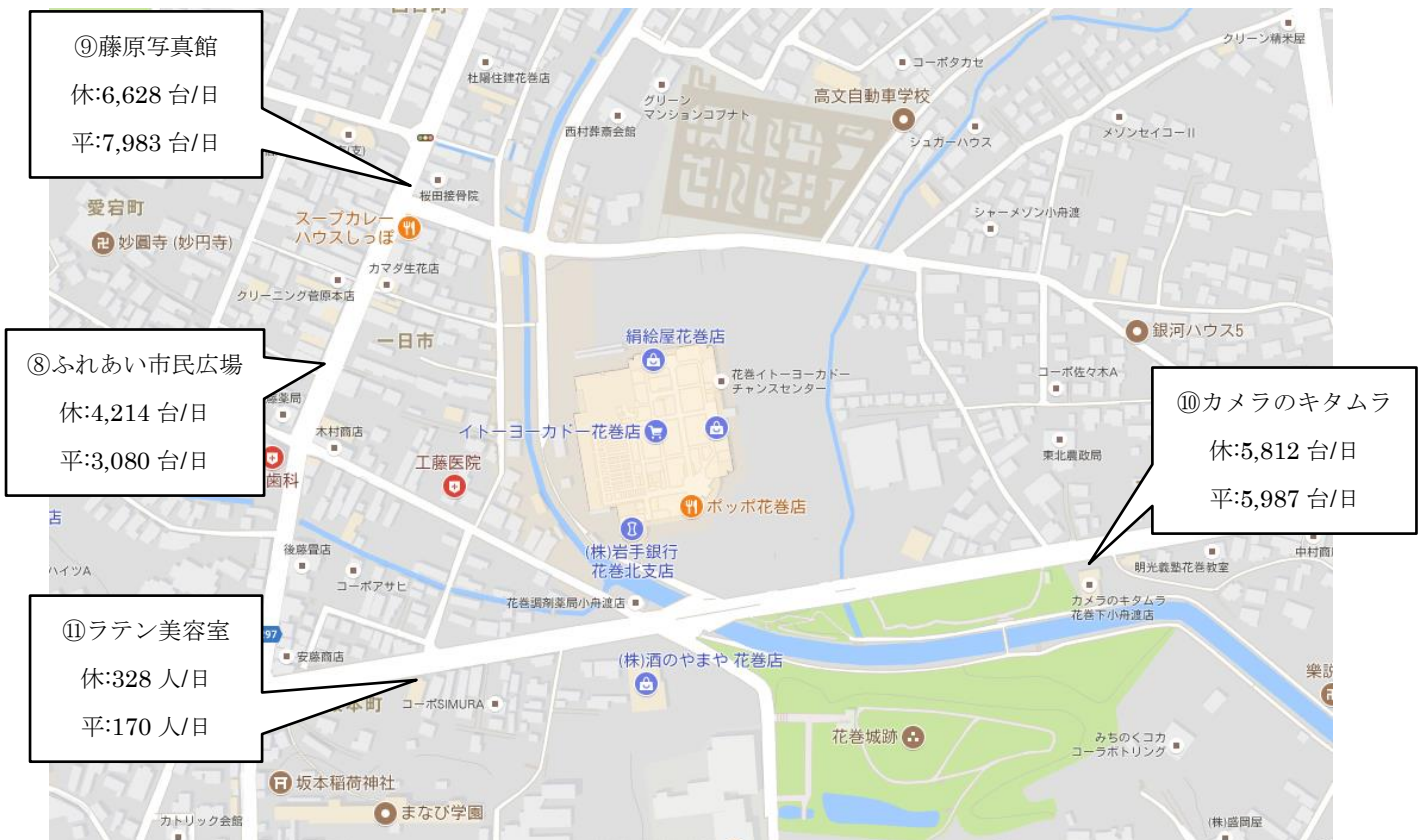 ⑨藤原写真館
休:6,628 台/日
平:7,983 台/日
杜陽住建花巻店
グリーン
マンションコブナト
西村葬斎会館
コーポタカセ
高文自動車学校
シュガーハウス
クリーン精米屋
メゾンセイコーII
桜田接骨院
愛宕町
妙圓寺 (妙円寺)
スープカレー
ハウスしっぽ
カマダ生花店
クリーニング菅原本店
シャーメゾン小舟渡
⑧ふれあい市民広場
休:4,214 台/日
平:3,080 台/日
一日市
絹絵屋花巻店
花巻イトーヨーカドー
チャンスセンター
銀河ハウス5
コーポ佐々木A
⑩カメラのキタムラ
休:5,812 台/日
平:5,987 台/日
木村商店
イトーヨーカドー花巻店
工藤医院
歯科
東北農政局
ポッポ花巻店
(株)岩手銀行
花巻北支店
後藤畳店
ハイツA
コーポアサヒ
花巻調剤薬局小舟渡店
明光義塾花巻教室
カメラのキタムラ
花巻下小舟渡店
⑪ラテン美容室
休:328 人/日
平:170 人/日
安藤商店
コーポSIMURA
(株)酒のやまや 花巻店
花巻城跡
みちのくコカ
コーラボトリング
坂本稲荷神社
まなび学園
カトリック会館
(株)盛岡屋